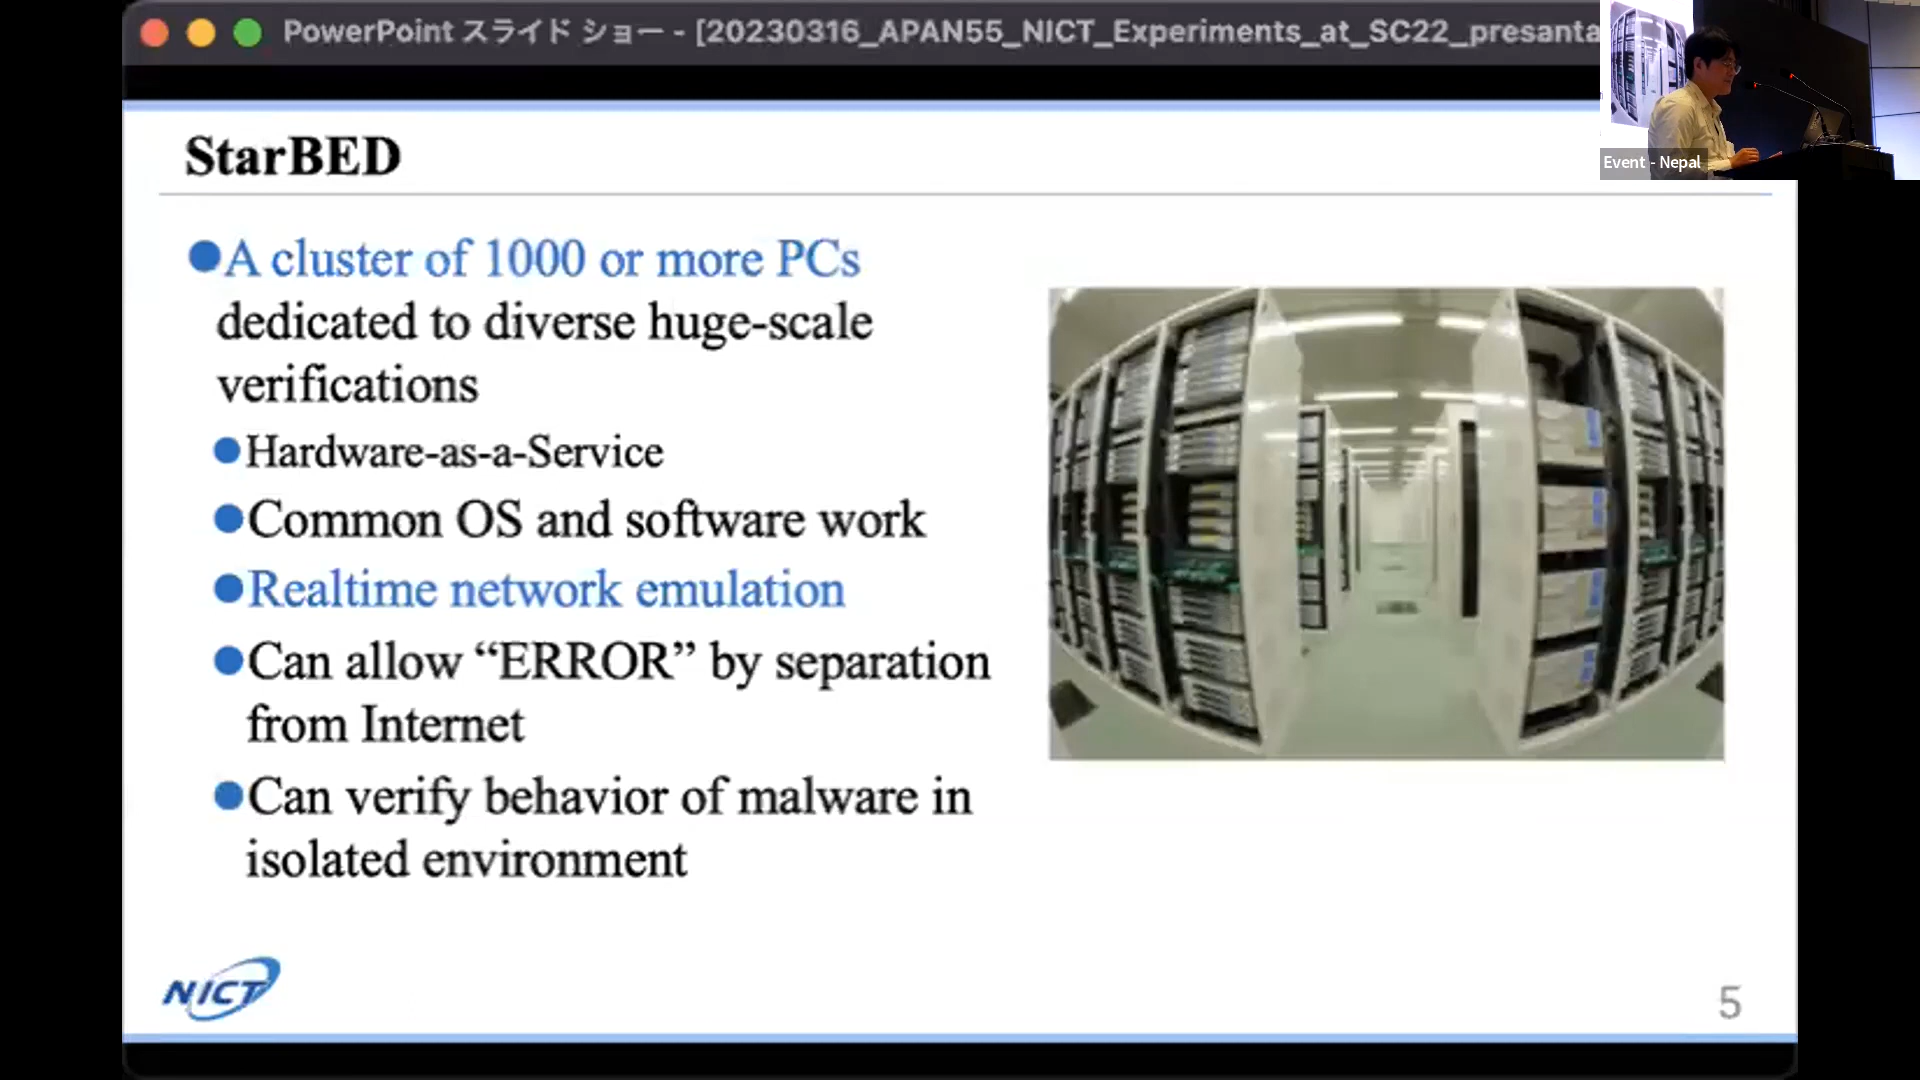 PowerPoint スライド ショー - [20230316_APAN55_NICT_Experiments_at_SC22_presanta
Event - Nepal
StarBED
A cluster of 1000 or more PCs
dedicated to diverse huge-scale
verifications
Hardware-as-a-Service
Common OS and software work
Realtime network emulation
Can allow “ERROR” by separation
from Internet
Can verify behavior of malware in
isolated environment
NICT
5